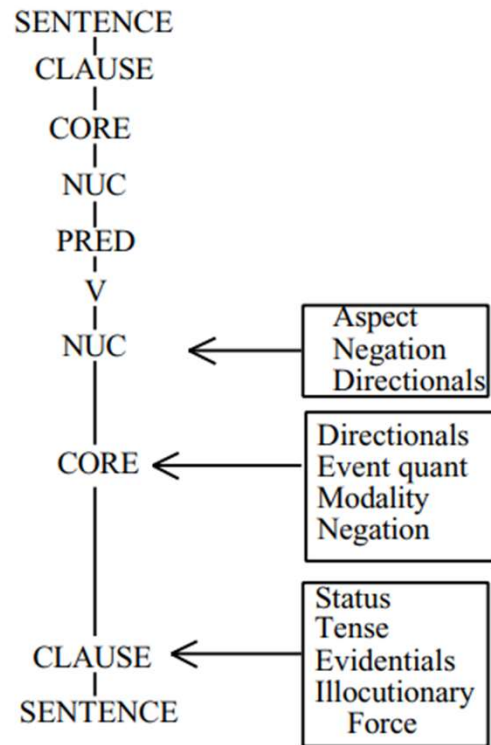 SENTENCE
CLAUSE
CORE
NUC
PRED
V
NUC
Aspect
Negation
Directionals
CORE
Directionals
Event quant
Modality
Negation
CLAUSE
Status
Tense
Evidentials
Illocutionary
Force
SENTENCE